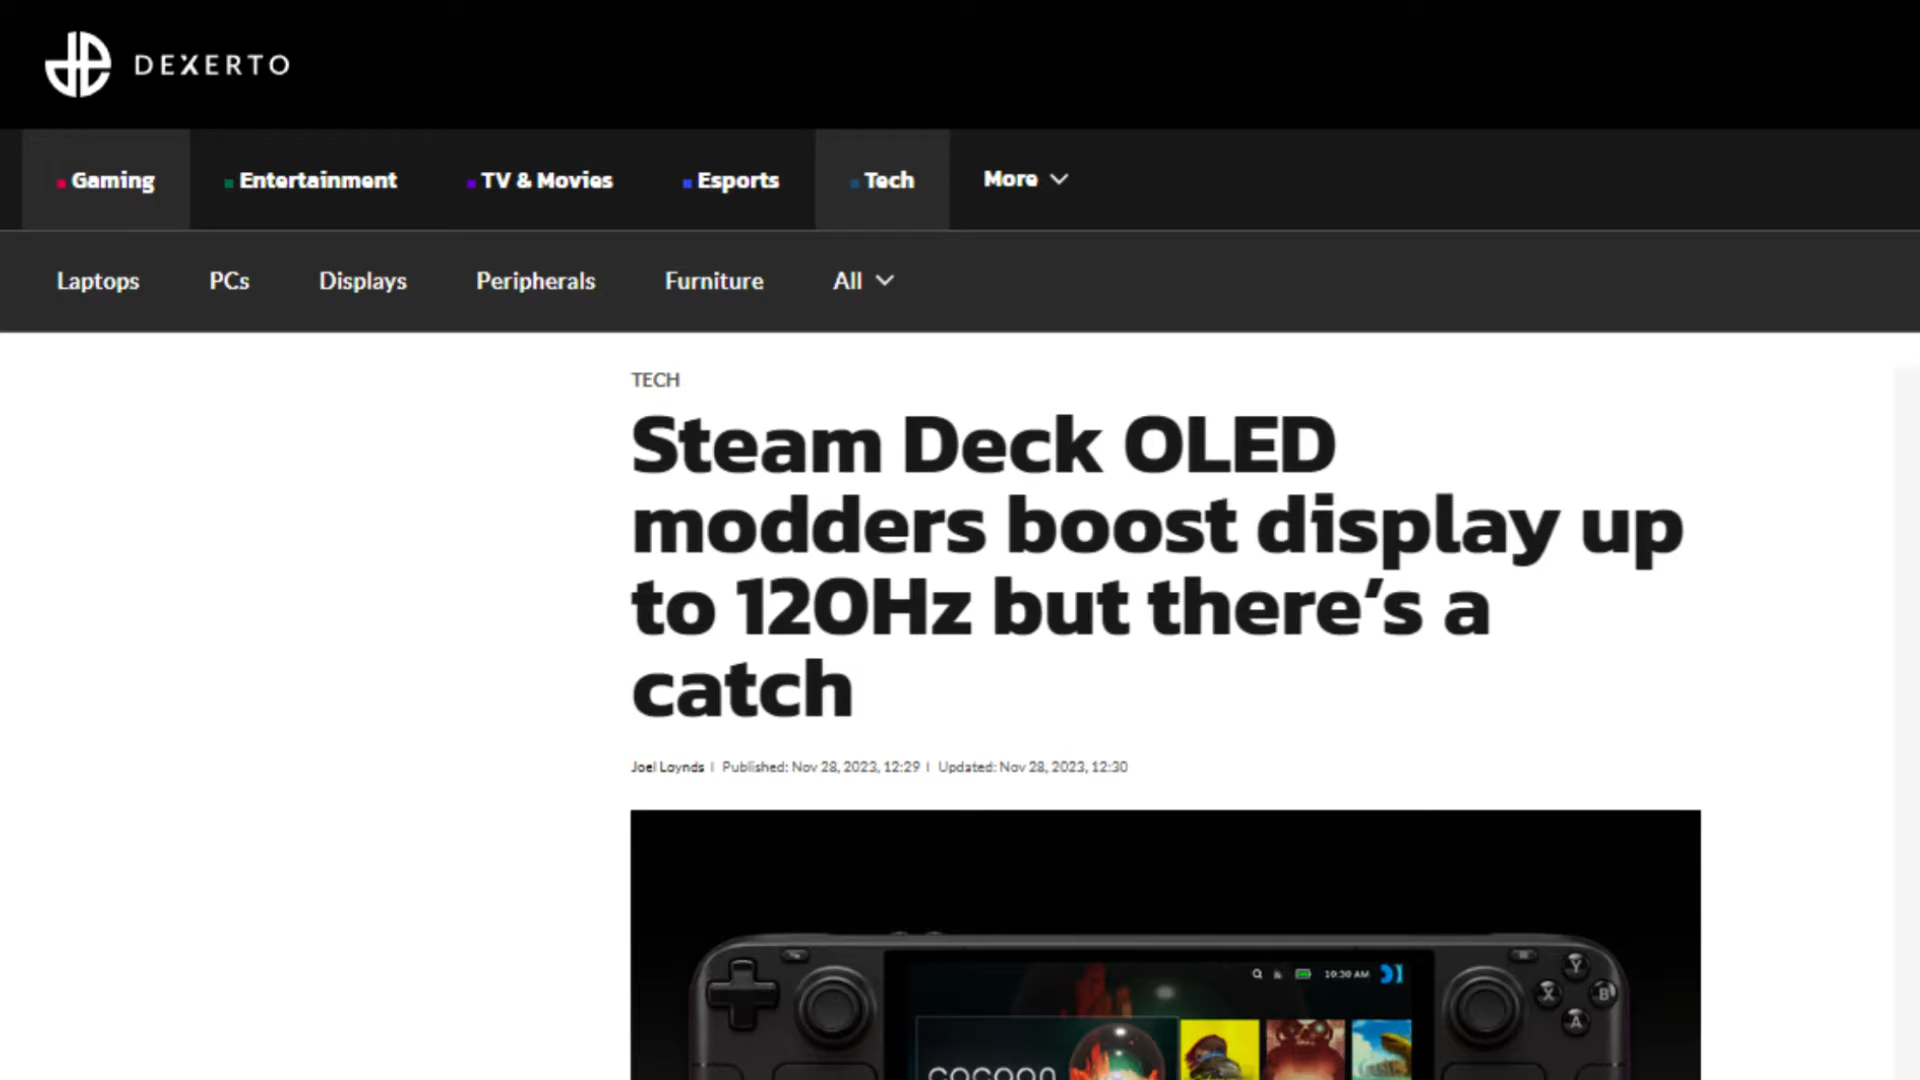 DEXERTO
Gaming Entertainment TV & Movies Esports Tech More
Laptops PCs Displays Peripherals Furniture All
TECH
Steam Deck OLED
modders boost display up
to 120Hz but there’s a
catch
Joel Loynds | Published: Nov 28, 2023, 12:29 | Updated: Nov 28, 2023, 12:30
10:30 AM
Y
X B
A
cocoon